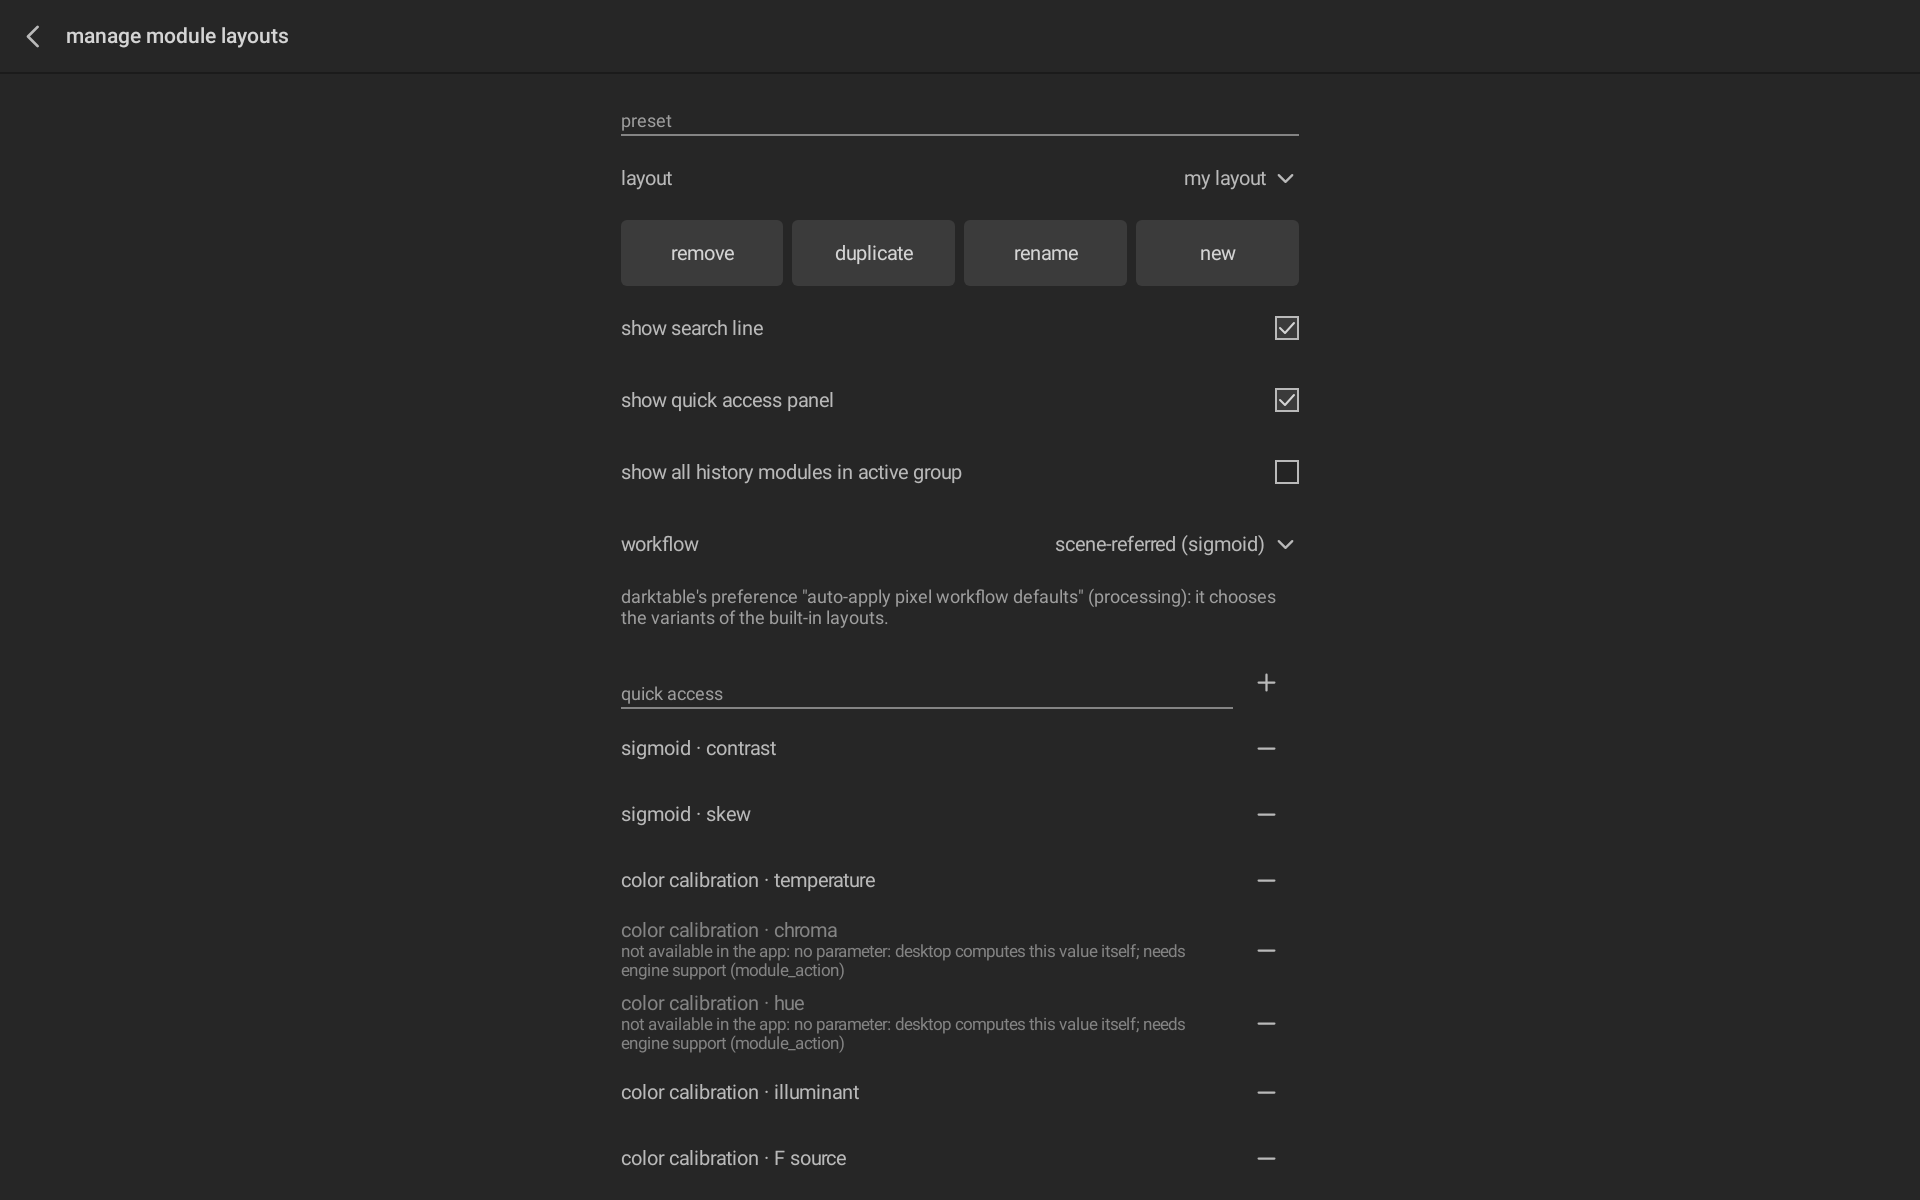 manage module layouts
preset
layout
my layout
remove
duplicate
rename
new
show search line
show quick access panel
show all history modules in active group
workflow
scene-referred (sigmoid)
darktable's preference "auto-apply pixel workflow defaults" (processing): it chooses
the variants of the built-in layouts.
quick access
sigmoid · contrast
sigmoid · skew
color calibration · temperature
color calibration · chroma
not available in the app: no parameter: desktop computes this value itself; needs
engine support (module_action)
color calibration · hue
not available in the app: no parameter: desktop computes this value itself; needs
engine support (module_action)
color calibration · illuminant
color calibration · F source